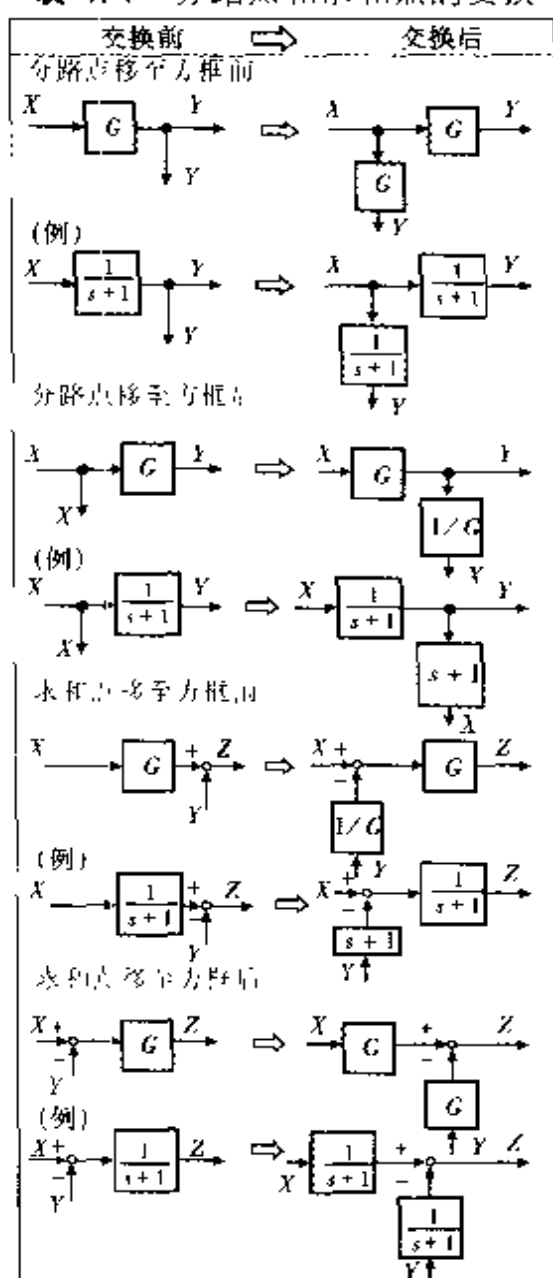 交换前 ⇨ 交换后
分路点移至方框前
X G Y ⇨ X G Y
Y G
Y
(例)
X 1/(s+1) Y ⇨ X 1/(s+1) Y
Y 1/(s+1)
Y
分路点移至方框
X G Y ⇨ X G Y
X 1/G
X
(例)
X 1/(s+1) Y ⇨ X 1/(s+1) Y
X s+1
X
求和点移至方框前
X G + Z ⇨ X + G Z
Y − 1/G
Y
(例)
X 1/(s+1) + Z ⇨ X + 1/(s+1) Z
− Y − s+1
Y
求和点移至方框后
X + G Z ⇨ X G + Z
− Y − G
Y
(例)
X + 1/(s+1) Z ⇨ X 1/(s+1) + Z
− Y − 1/(s+1)
Y